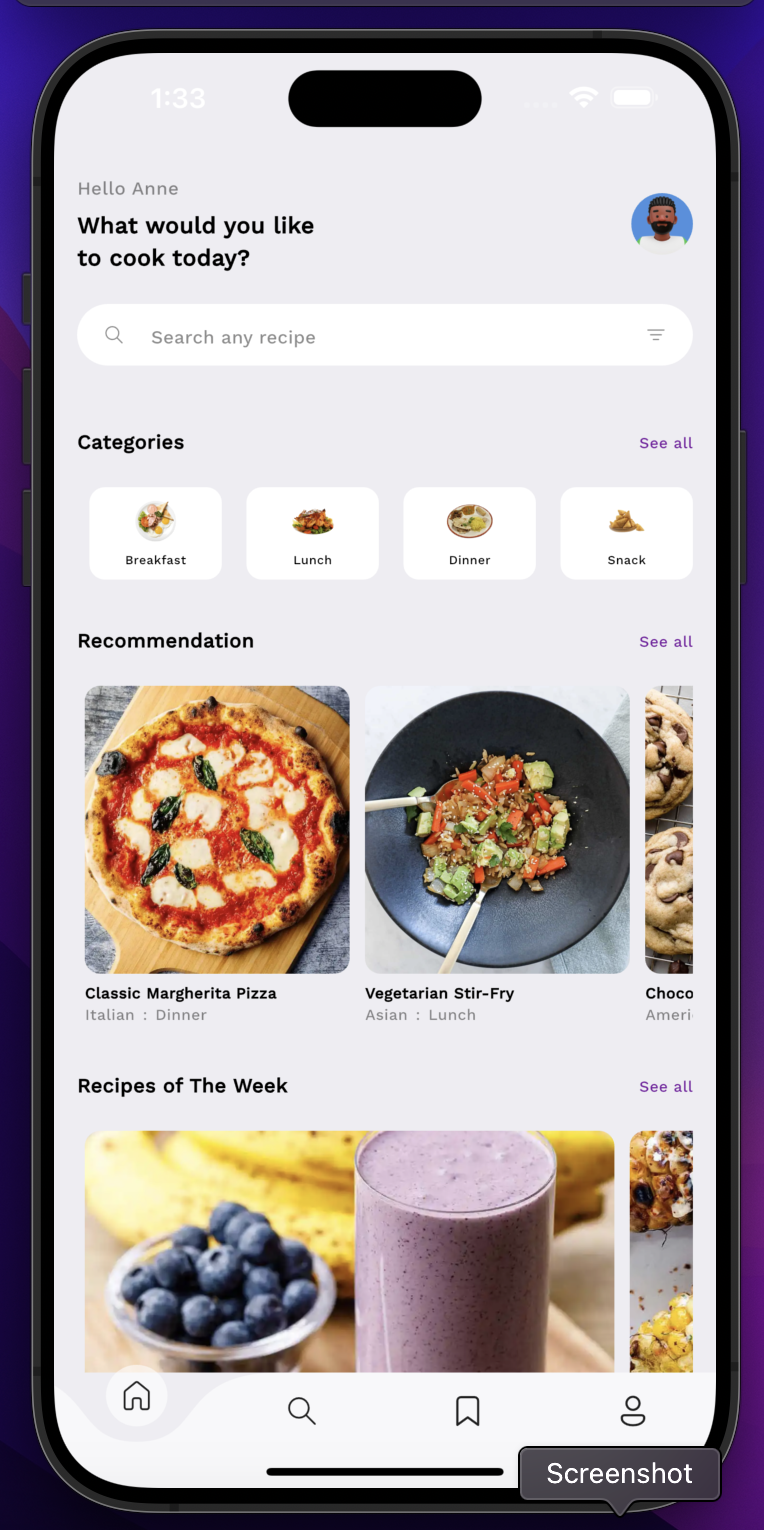 1:33
Hello Anne
What would you like
to cook today?
Search any recipe
Categories
See all
Breakfast
Lunch
Dinner
Snack
Recommendation
See all
Classic Margherita Pizza
Italian : Dinner
Vegetarian Stir-Fry
Asian : Lunch
Choco
Ameri
Recipes of The Week
See all
Screenshot